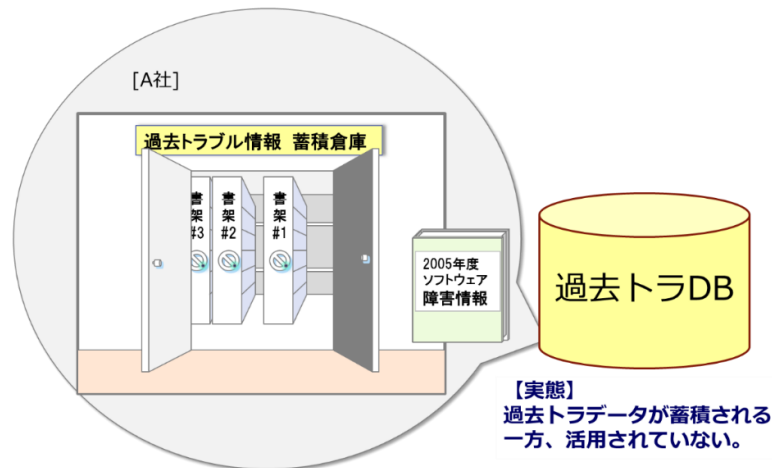 [A社]
過去トラブル情報 蓄積倉庫
書架#3
書架#2
書架#1
2005年度
ソフトウェア
障害情報
過去トラDB
【実態】
過去トラデータが蓄積される
一方、活用されていない。